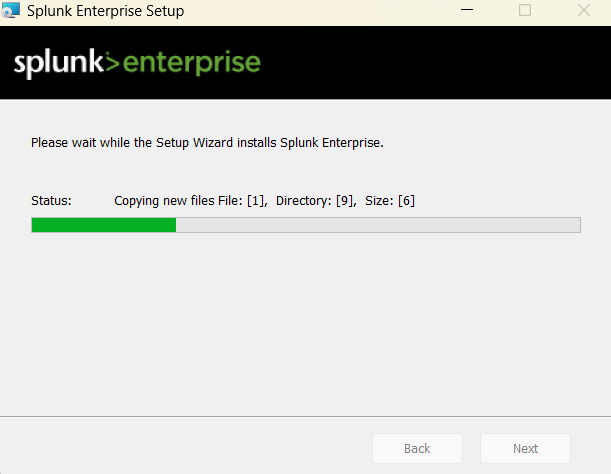 Splunk Enterprise Setup
splunk>enterprise
Please wait while the Setup Wizard installs Splunk Enterprise.
Status: Copying new files File: [1], Directory: [9], Size: [6]
Back Next